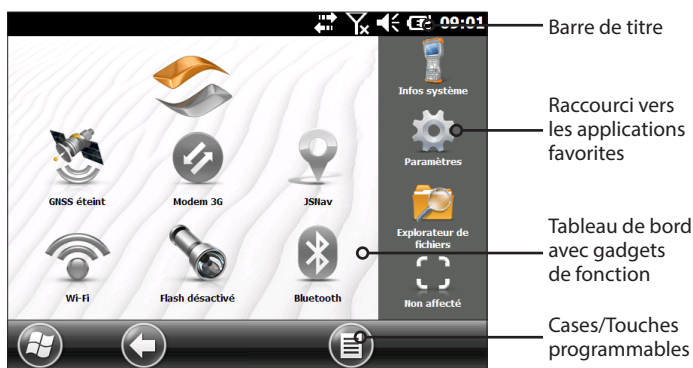 09:01
Barre de titre
Infos système
Raccourci vers
les applications
favorites
Paramètres
GNSS éteint
Modem 3G
JSNav
Explorateur de
fichiers
Tableau de bord
avec gadgets
de fonction
Wi-Fi
Flash désactivé
Bluetooth
Non affecté
Cases/Touches
programmables